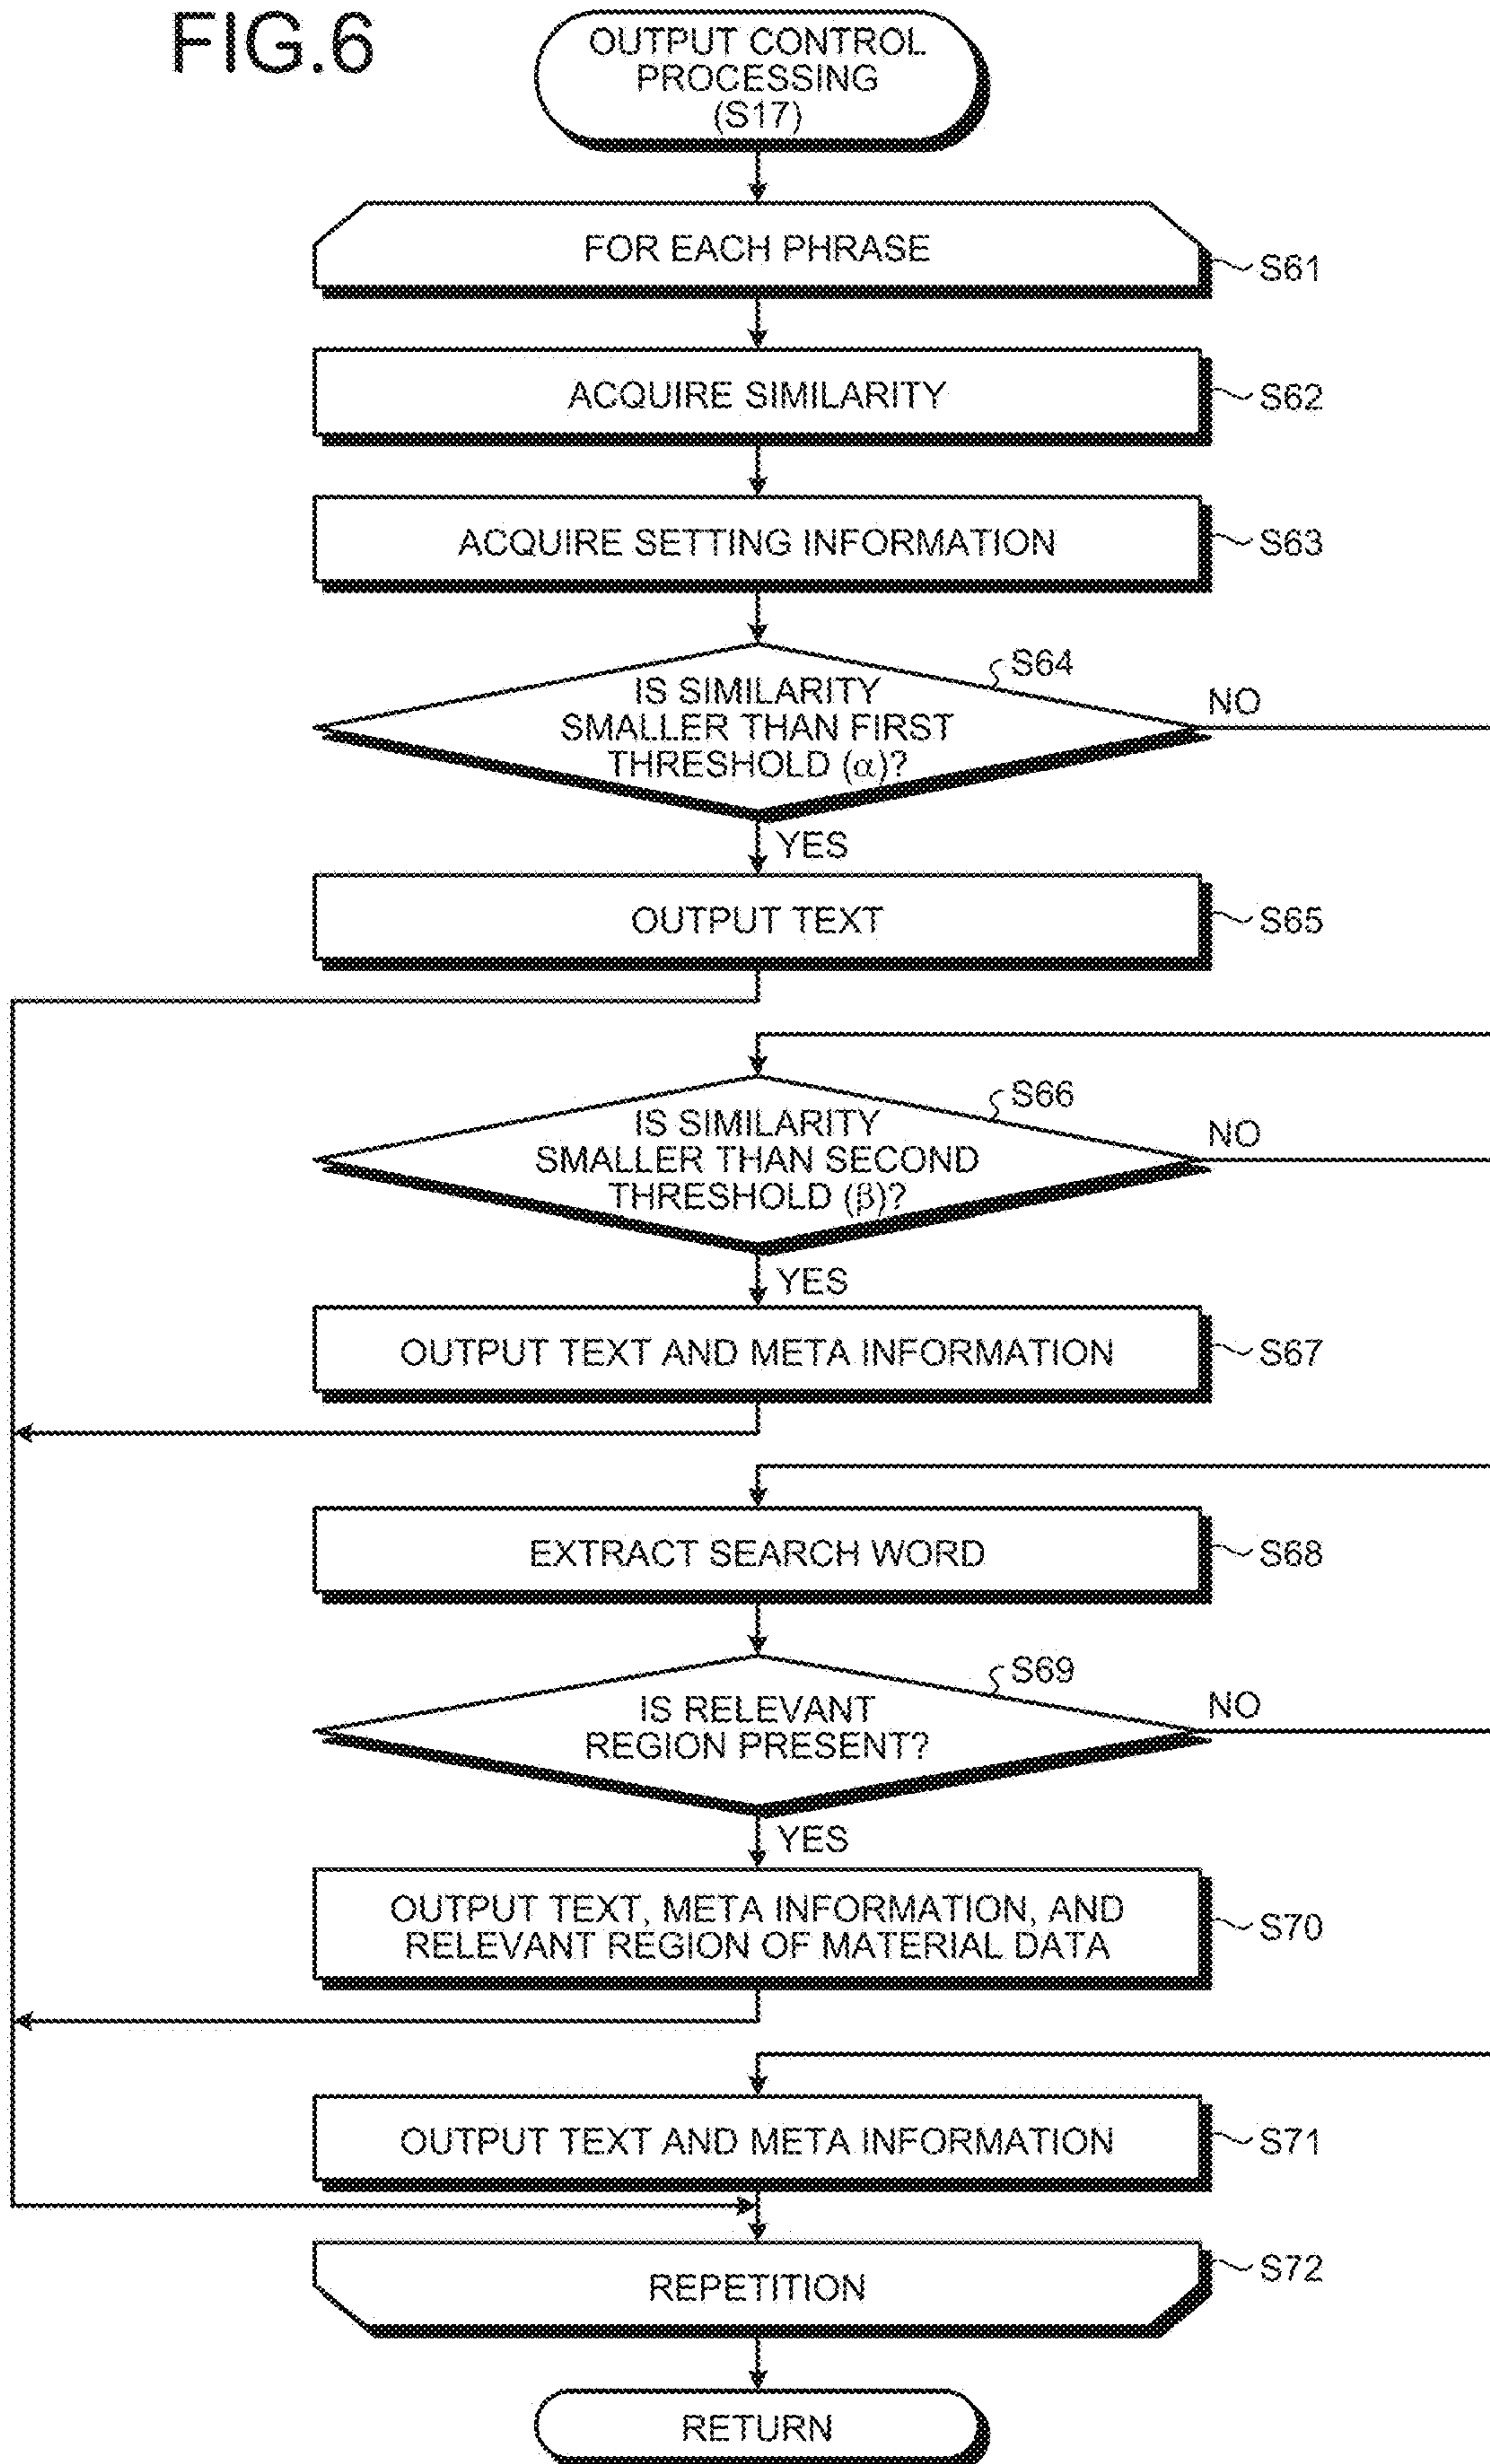 FIG.6
OUTPUT CONTROL
PROCESSING
(S17)
FOR EACH PHRASE
S61
ACQUIRE SIMILARITY
S62
ACQUIRE SETTING INFORMATION
S63
S64
IS SIMILARITY
SMALLER THAN FIRST
THRESHOLD (α)?
NO
YES
OUTPUT TEXT
S65
S66
IS SIMILARITY
SMALLER THAN SECOND
THRESHOLD (β)?
NO
YES
OUTPUT TEXT AND META INFORMATION
S67
EXTRACT SEARCH WORD
S68
S69
IS RELEVANT
REGION PRESENT?
NO
YES
OUTPUT TEXT, META INFORMATION, AND
RELEVANT REGION OF MATERIAL DATA
S70
OUTPUT TEXT AND META INFORMATION
S71
REPETITION
S72
RETURN